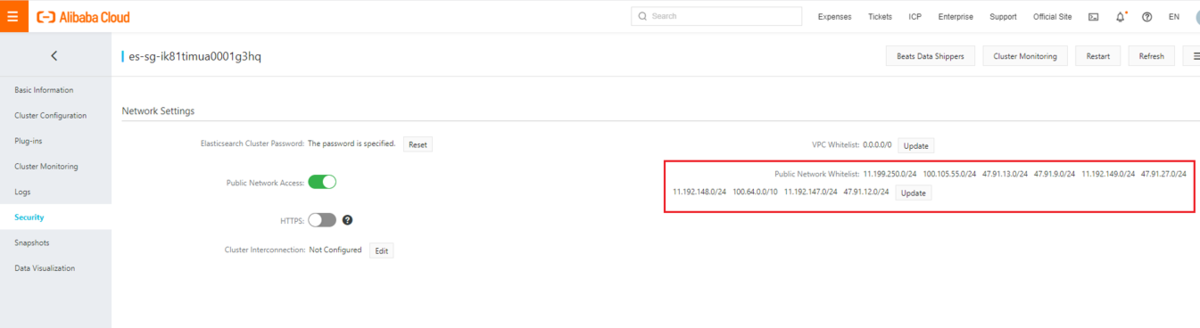 Alibaba Cloud
Search
Expenses Tickets ICP Enterprise Support Official Site EN
es-sg-ik81timua0001g3hq
Beats Data Shippers Cluster Monitoring Restart Refresh
Basic Information
Cluster Configuration
Plug-ins
Cluster Monitoring
Logs
Security
Snapshots
Data Visualization
Network Settings
Elasticsearch Cluster Password: The password is specified. Reset
VPC Whitelist: 0.0.0.0/0 Update
Public Network Access:
Public Network Whitelist: 11.199.250.0/24 100.105.55.0/24 47.91.13.0/24 47.91.9.0/24 11.192.149.0/24 47.91.27.0/24
11.192.148.0/24 100.64.0.0/10 11.192.147.0/24 47.91.12.0/24 Update
HTTPS:
Cluster Interconnection: Not Configured Edit